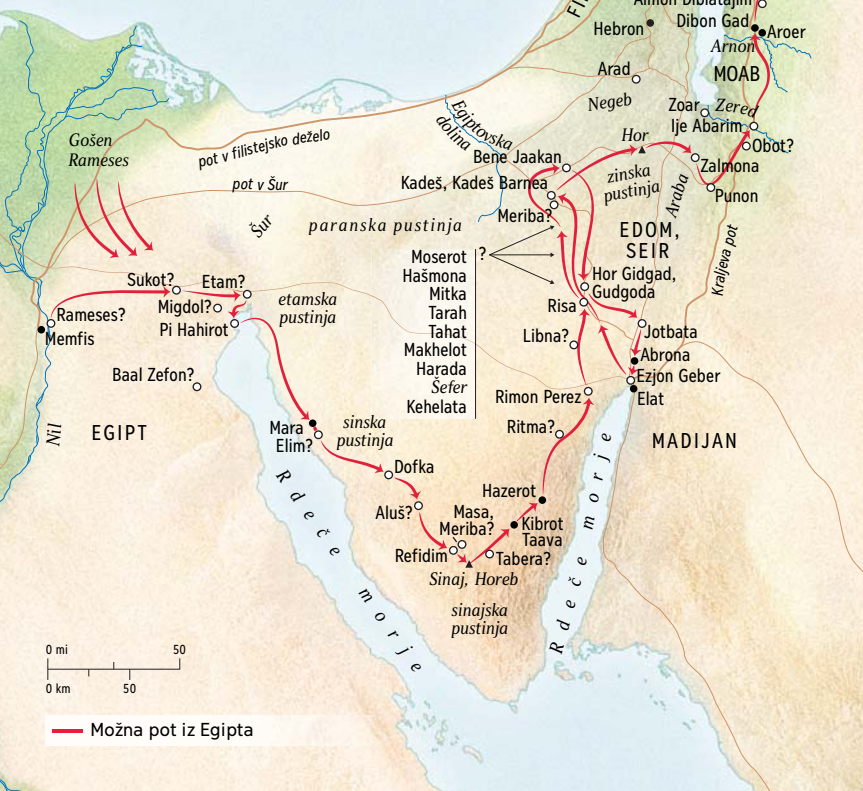 Almon Diblatajim
FI
Hebron
Dibon Gad
Aroer
Arnon
MOAB
Arad
Negeb
Zoar
Zered
Ije Abarim
Obot?
Gošen
Rameses
pot v filistejsko deželo
Egiptovska
dolina
Hor
Bene Jaakan
Zalmona
Kadeš, Kadeš Barnea
zinska
pustinja
Araba
Punon
pot v Šur
Šur
paranska pustinja
Meriba?
EDOM,
SEIR
Kraljeva pot
Moserot
?
Hašmona
Mitka
Tarah
Tahat
Makhelot
Harada
Šefer
Kehelata
Hor Gidgad,
Gudgoda
Sukot?
Etam?
etamska
pustinja
Risa
Migdol?
Rameses?
Pi Hahirot
Memfis
Libna?
Jotbata
Abrona
Baal Zefon?
Ezjon Geber
Elat
Rimon Perez
Nil
EGIPT
Mara
Elim?
sinska
pustinja
Ritma?
MADIJAN
Dofka
Rdeče morje
Hazerot
Aluš?
Masa,
Meriba?
Kibrot
Taava
Refidim
Tabera?
Sinaj, Horeb
Rdeče morje
sinajska
pustinja
0 mi 50
0 km 50
Možna pot iz Egipta